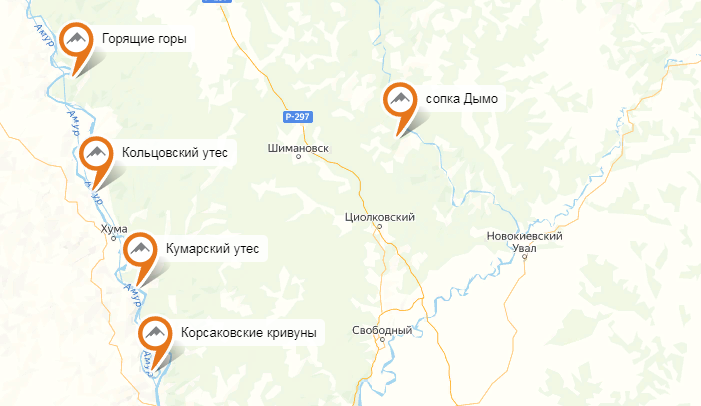 Амур
Горящие горы
сопка Дымо
Амур
Р-297
Шимановск
Кольцовский утес
Амур
Циолковский
Хума
Новокиевский
Увал
Кумарский утес
Амур
Свободный
Корсаковские кривуны
Амур